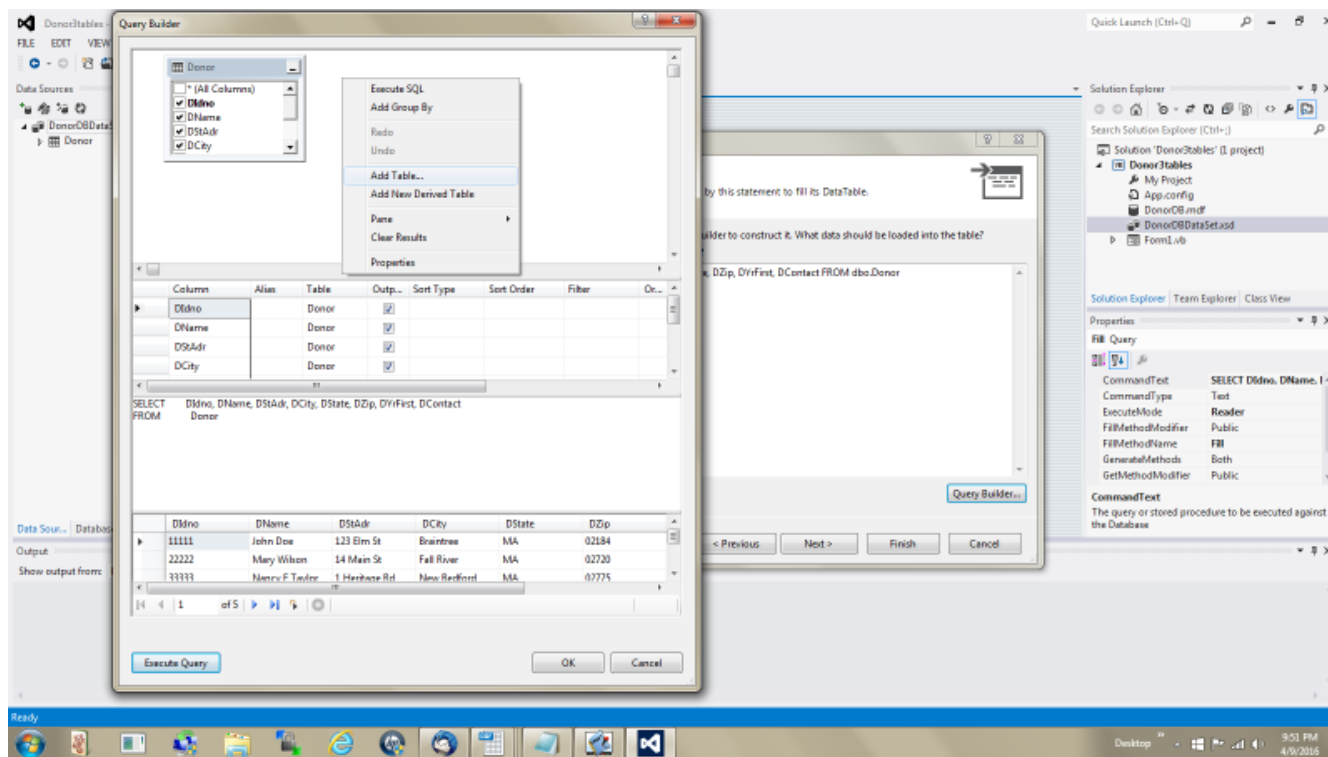 Donor3tables -
Query Builder
Quick Launch (Ctrl+Q)
FILE EDIT VIEW
Data Sources
DonorDBDataS
Donor
Donor
* (All Columns)
DIdno
DName
DStAdr
DCity
Execute SQL
Add Group By
Redo
Undo
Add Table...
Add New Derived Table
Pane
Clear Results
Properties
Column Alias Table Outp... Sort Type Sort Order Filter Or...
DIdno Donor
DName Donor
DStAdr Donor
DCity Donor
SELECT DIdno, DName, DStAdr, DCity, DState, DZip, DYrFirst, DContact
FROM Donor
DIdno DName DStAdr DCity DState DZip
11111 John Doe 123 Elm St Braintree MA 02184
22222 Mary Wilson 14 Main St Fall River MA 02720
33333 Nancy F Taylor 1 Heritage Rd New Bedford MA 02775
1 of 5
Execute Query
OK Cancel
by this statement to fill its DataTable.
uilder to construct it. What data should be loaded into the table?
e, DZip, DYrFirst, DContact FROM dbo.Donor
Query Builder...
< Previous Next > Finish Cancel
Solution Explorer
Search Solution Explorer (Ctrl+;)
Solution 'Donor3tables' (1 project)
Donor3tables
My Project
App.config
DonorDB.mdf
DonorDBDataSet.xsd
Form1.vb
Solution Explorer Team Explorer Class View
Properties
Fill Query
CommandText SELECT DIdno, DName, I
CommandType Text
ExecuteMode Reader
FillMethodModifier Public
FillMethodName Fill
GenerateMethods Both
GetMethodModifier Public
CommandText
The query or stored procedure to be executed against
the Database
Data Sour... Databas
Output
Show output from:
Ready
Desktop
9:51 PM
4/9/2016